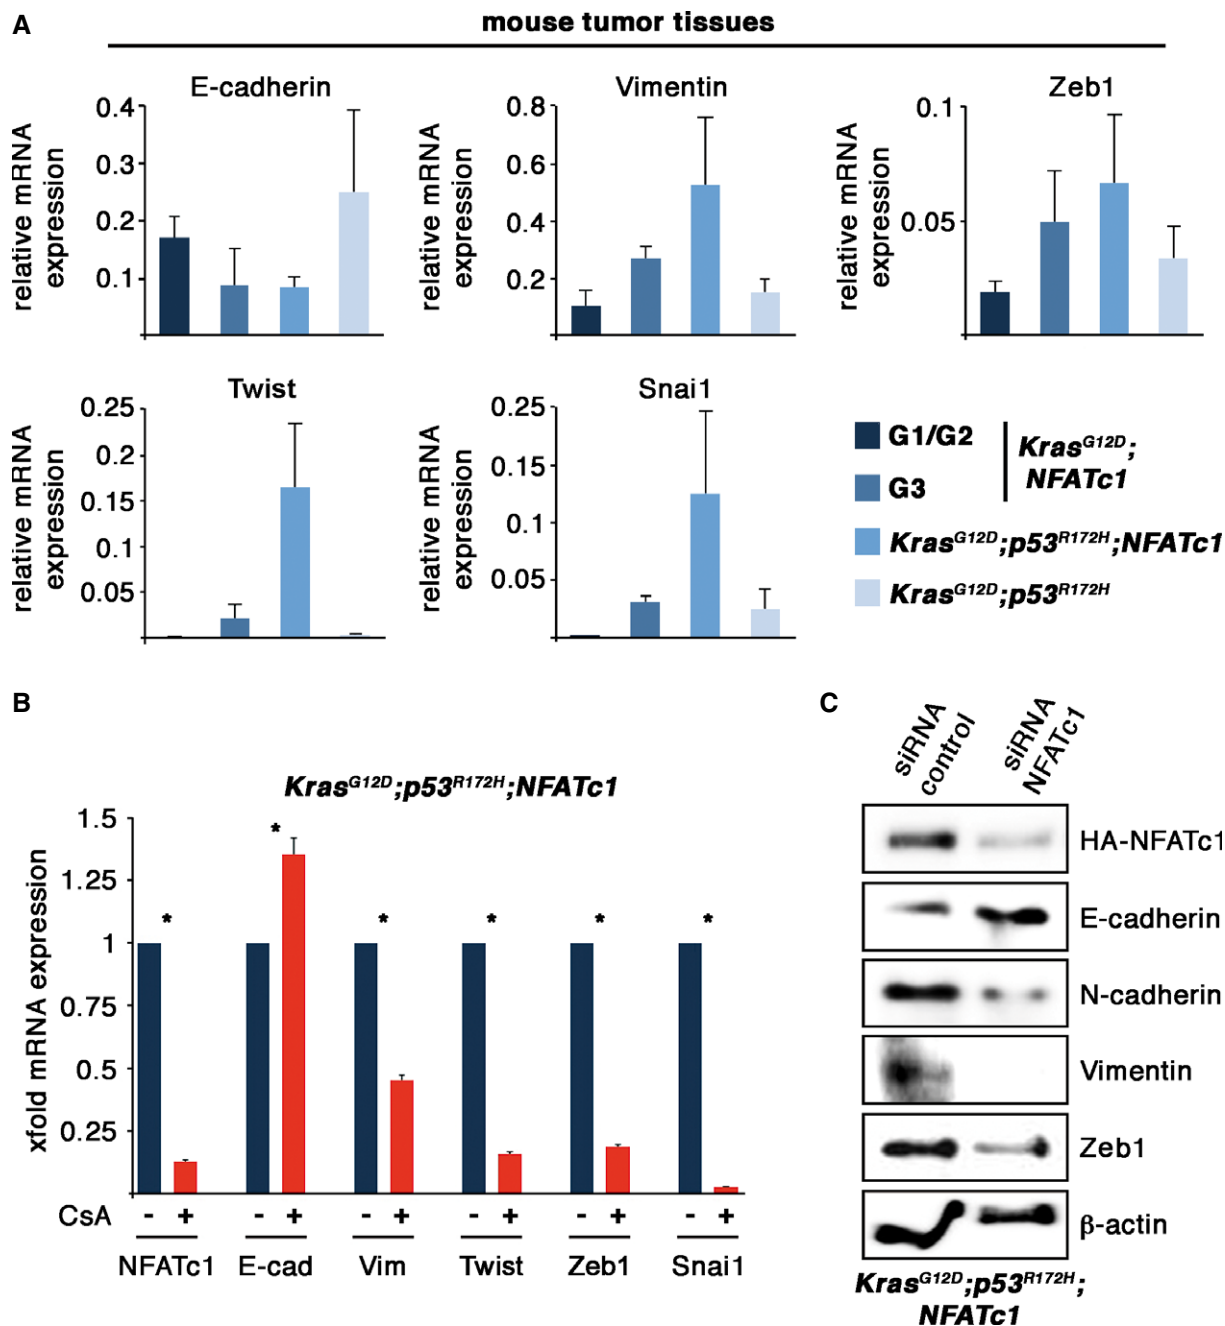 A
mouse tumor tissues
E-cadherin
relative mRNA
expression
0.4
0.3
0.2
0.1
Vimentin
relative mRNA
expression
0.8
0.6
0.4
0.2
Zeb1
relative mRNA
expression
0.1
0.05
Twist
relative mRNA
expression
0.25
0.2
0.15
0.1
0.05
Snai1
relative mRNA
expression
0.25
0.15
0.1
0.05
G1/G2
G3
KrasG12D;
NFATc1
KrasG12D;p53R172H;NFATc1
KrasG12D;p53R172H
B
KrasG12D;p53R172H;NFATc1
xfold mRNA expression
1.5
1.25
1
0.75
0.5
0.25
* * * * * *
CsA - + - + - + - + - + - +
NFATc1 E-cad Vim Twist Zeb1 Snai1
C
siRNA
control
siRNA
NFATc1
HA-NFATc1
E-cadherin
N-cadherin
Vimentin
Zeb1
β-actin
KrasG12D;p53R172H;
NFATc1